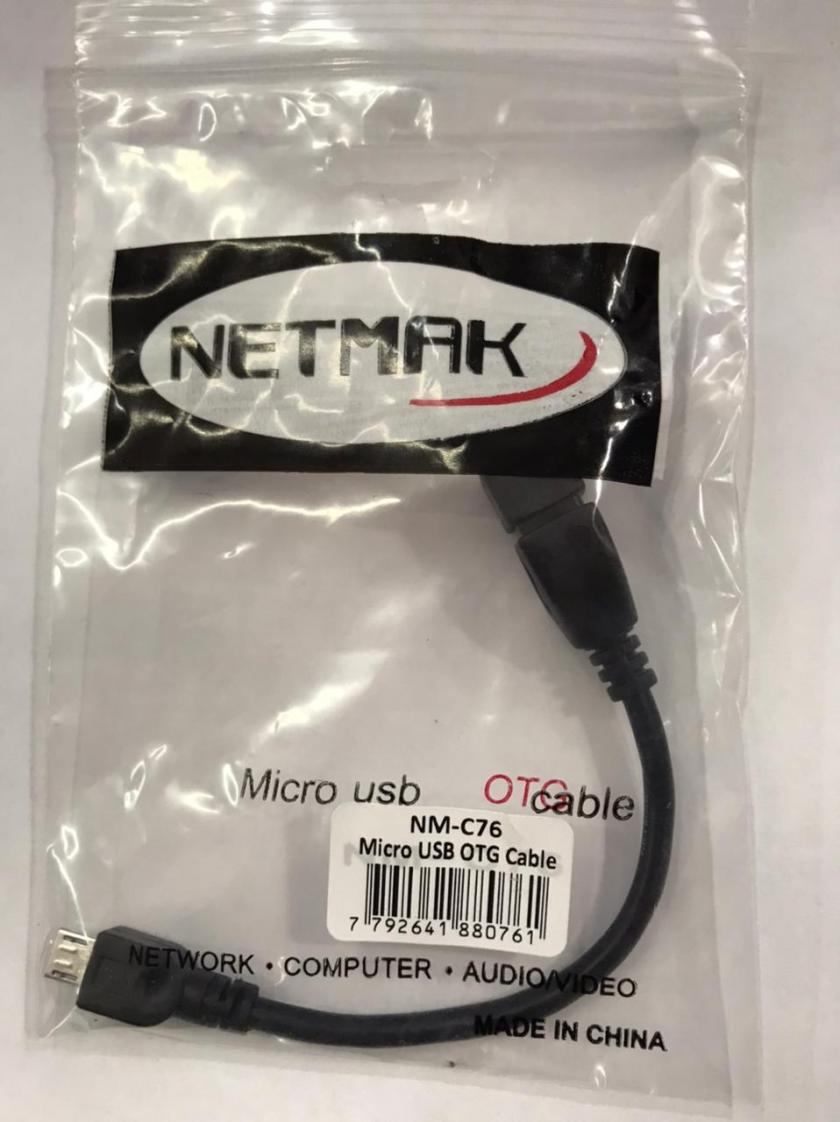 NETMAK
Micro usb OTG cable
NM-C76
Micro USB OTG Cable
7 792641 880761
NETWORK • COMPUTER • AUDIO/VIDEO
MADE IN CHINA